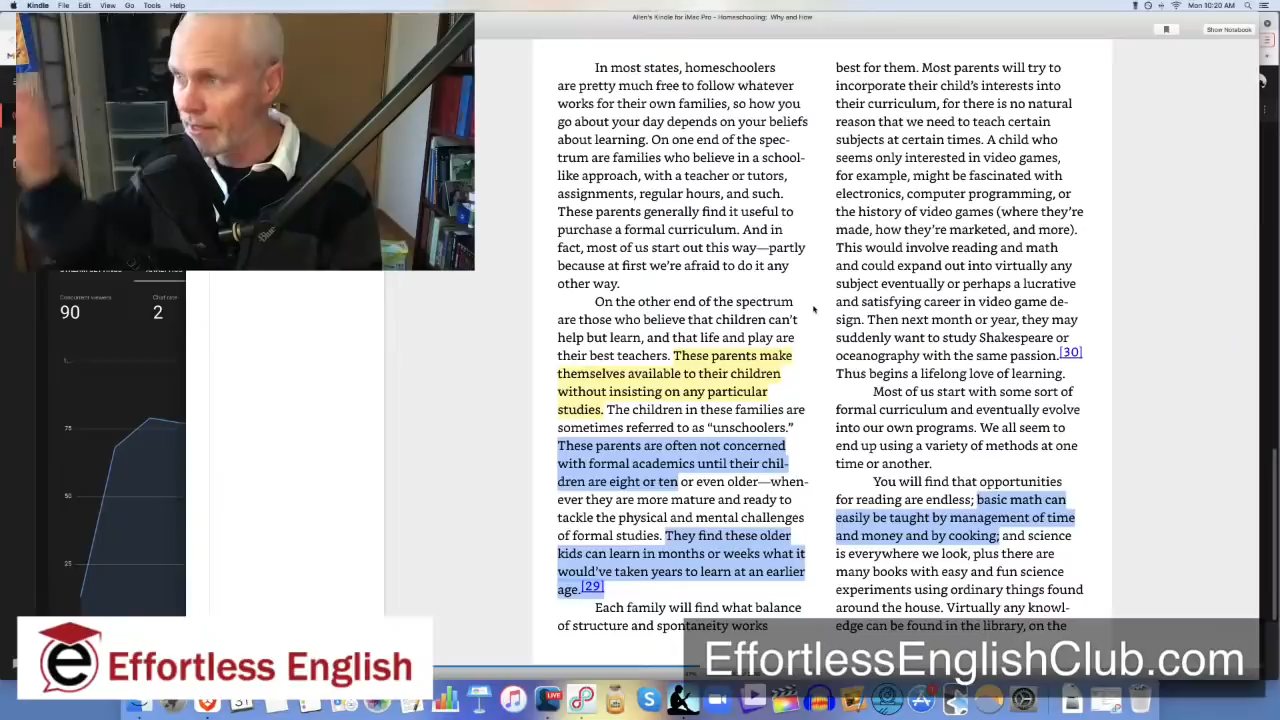 Kindle File Edit View Go Tools Help
Mon 10:20 AM
Allen's Kindle for iMac Pro - Homeschooling: Why and How
Show Notebook
In most states, homeschoolers
are pretty much free to follow whatever
works for their own families, so how you
go about your day depends on your beliefs
about learning. On one end of the spec-
trum are families who believe in a school-
like approach, with a teacher or tutors,
assignments, regular hours, and such.
These parents generally find it useful to
purchase a formal curriculum. And in
fact, most of us start out this way—partly
because at first we're afraid to do it any
other way.
On the other end of the spectrum
are those who believe that children can't
help but learn, and that life and play are
their best teachers. These parents make
themselves available to their children
without insisting on any particular
studies. The children in these families are
sometimes referred to as “unschoolers.”
These parents are often not concerned
with formal academics until their chil-
dren are eight or ten or even older—when-
ever they are more mature and ready to
tackle the physical and mental challenges
of formal studies. They find these older
kids can learn in months or weeks what it
would've taken years to learn at an earlier
age.[29]
Each family will find what balance
of structure and spontaneity works
best for them. Most parents will try to
incorporate their child's interests into
their curriculum, for there is no natural
reason that we need to teach certain
subjects at certain times. A child who
seems only interested in video games,
for example, might be fascinated with
electronics, computer programming, or
the history of video games (where they're
made, how they're marketed, and more).
This would involve reading and math
and could expand out into virtually any
subject eventually or perhaps a lucrative
and satisfying career in video game de-
sign. Then next month or year, they may
suddenly want to study Shakespeare or
oceanography with the same passion.[30]
Thus begins a lifelong love of learning.
Most of us start with some sort of
formal curriculum and eventually evolve
into our own programs. We all seem to
end up using a variety of methods at one
time or another.
You will find that opportunities
for reading are endless; basic math can
easily be taught by management of time
and money and by cooking; and science
is everywhere we look, plus there are
many books with easy and fun science
experiments using ordinary things found
around the house. Virtually any knowl-
edge can be found in the library, on the
Concurrent viewers
90
Chat rate
2
75
50
25
e Effortless English
EffortlessEnglishClub.com
LIVE